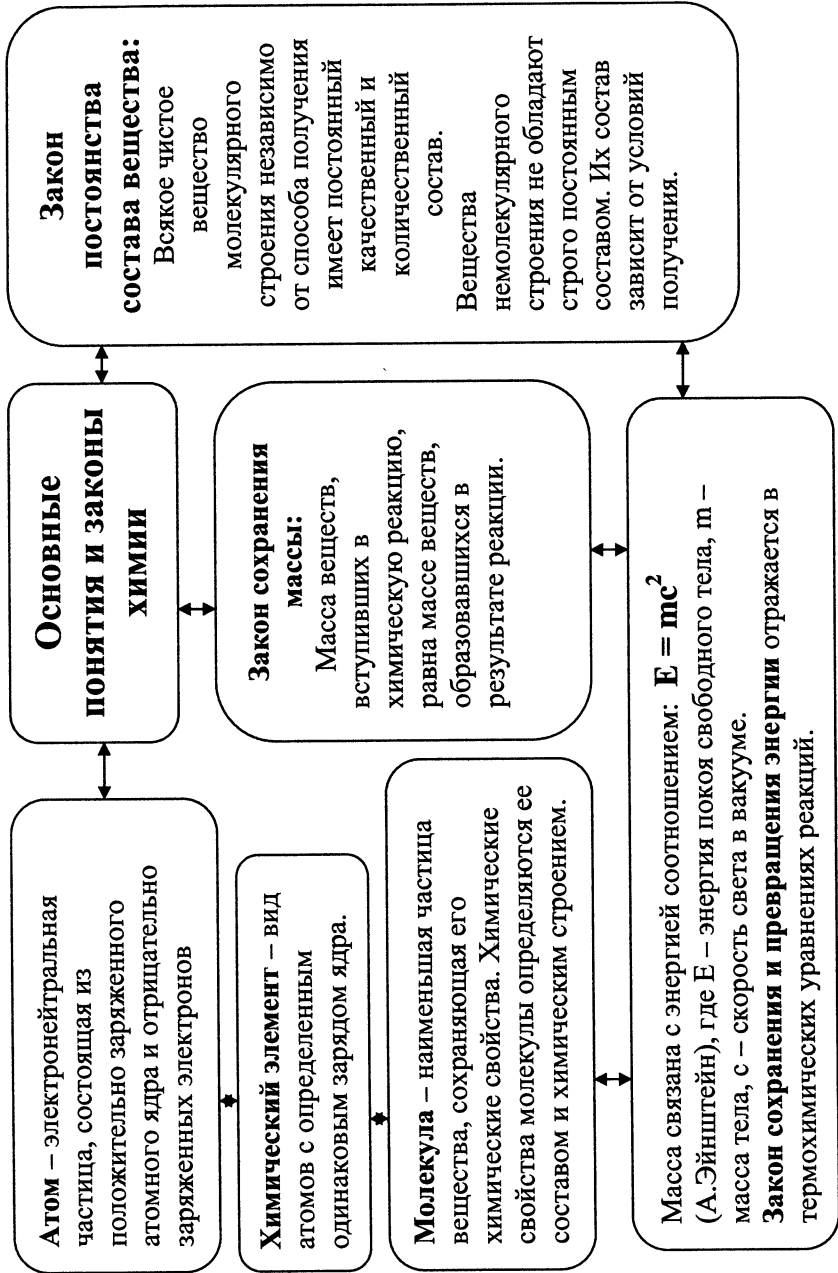 Основные
понятия и законы
химии
Атом – электронейтральная
частица, состоящая из
положительно заряженного
атомного ядра и отрицательно
заряженных электронов
Химический элемент – вид
атомов с определенным
одинаковым зарядом ядра.
Молекула – наименьшая частица
вещества, сохраняющая его
химические свойства. Химические
свойства молекулы определяются ее
составом и химическим строением.
Закон сохранения
массы:
Масса веществ,
вступивших в
химическую реакцию,
равна массе веществ,
образовавшихся в
результате реакции.
Закон
постоянства
состава вещества:
Всякое чистое
вещество
молекулярного
строения независимо
от способа получения
имеет постоянный
качественный и
количественный
состав.
Вещества
немолекулярного
строения не обладают
строго постоянным
составом. Их состав
зависит от условий
получения.
Масса связана с энергией соотношением: E = mc²
(А.Эйнштейн), где E – энергия покоя свободного тела, m –
масса тела, с – скорость света в вакууме.
Закон сохранения и превращения энергии отражается в
термохимических уравнениях реакций.